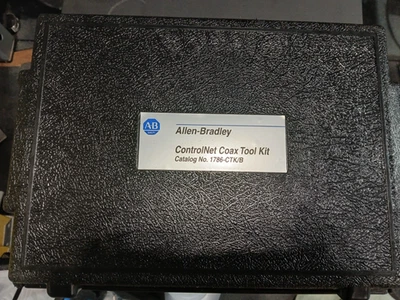 AB
Allen-Bradley
ControlNet Coax Tool Kit
Catalog No. 1786-CTK/B